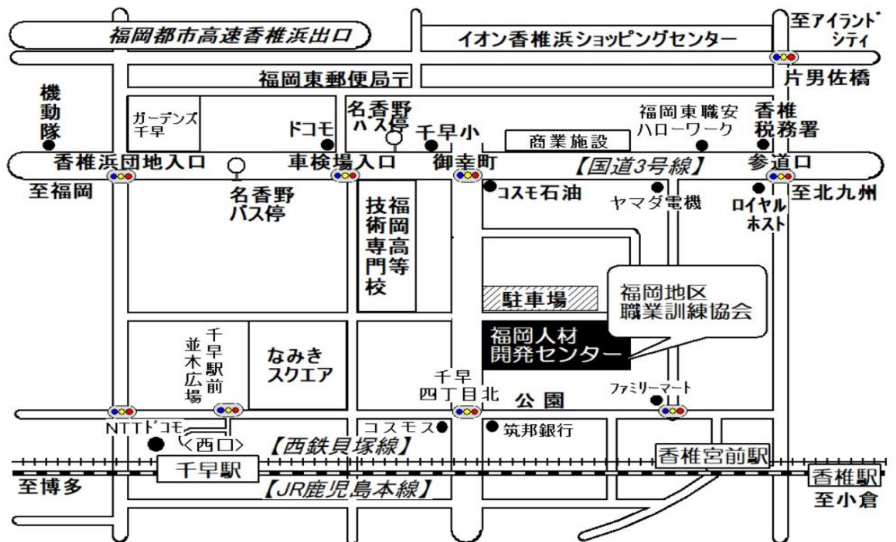 福岡都市高速香椎浜出口
イオン香椎浜ショッピングセンター
至アイランド
シティ
片男佐橋
福岡東郵便局〒
機動隊
ガーデンズ
千早
ドコモ
名香野
バス停
千早小
商業施設
福岡東職安
ハローワーク
香椎
税務署
香椎浜団地入口
車検場入口
御幸町
【国道3号線】
参道口
至福岡
名香野
バス停
コスモ石油
ヤマダ電機
ロイヤル
ホスト
至北九州
福岡高等
技術専門校
駐車場
福岡地区
職業訓練協会
福岡人材
開発センター
千早駅前
並木広場
なみき
スクエア
千早
四丁目北
公園
ファミリーマート
NTTドコモ
<西口>
【西鉄貝塚線】
コスモス
筑邦銀行
香椎宮前駅
千早駅
香椎駅
至博多
【JR鹿児島本線】
至小倉